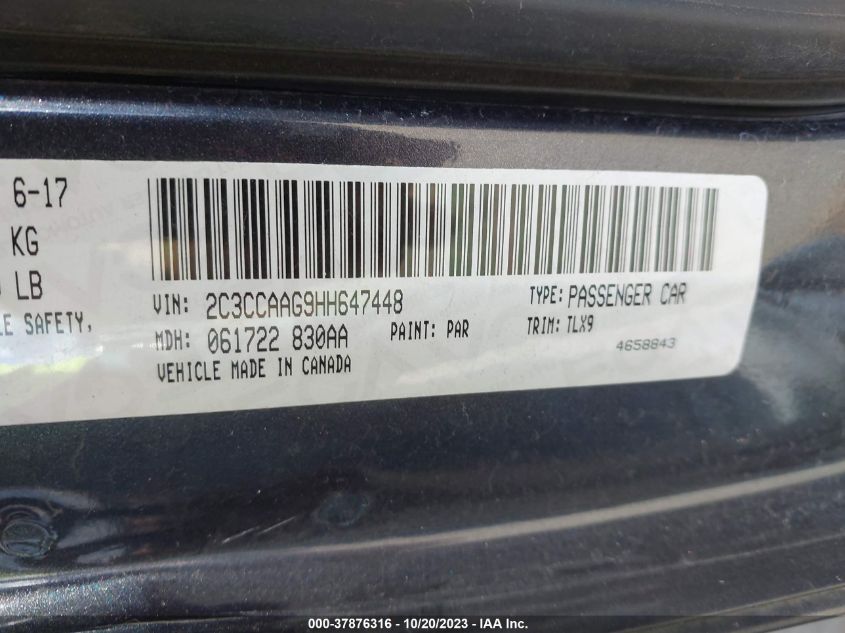 6-17
KG
LB
LE SAFETY,
VIN: 2C3CCAAG9HH647448
TYPE: PASSENGER CAR
MDH: 061722 830AA
PAINT: PAR
TRIM: TLX9
VEHICLE MADE IN CANADA
4658843
000-37876316 - 10/20/2023 - IAA Inc.